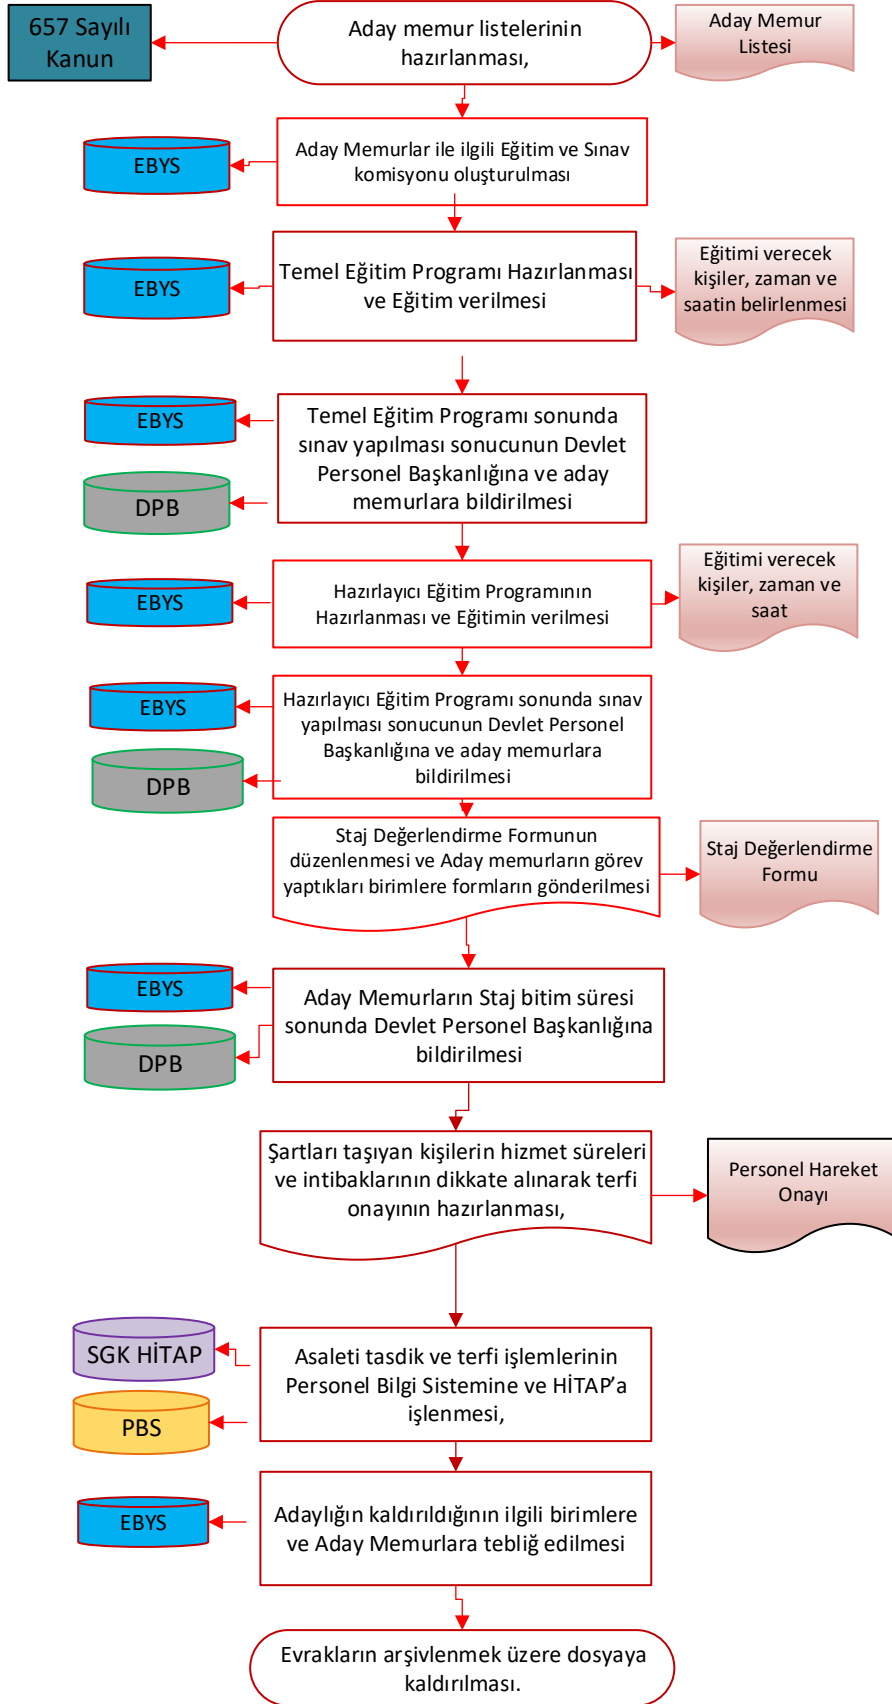 657 Sayılı
Kanun
Aday memur listelerinin
hazırlanması,
Aday Memur
Listesi
EBYS
Aday Memurlar ile ilgili Eğitim ve Sınav
komisyonu oluşturulması
EBYS
Temel Eğitim Programı Hazırlanması
ve Eğitim verilmesi
Eğitimi verecek
kişiler, zaman ve
saatin belirlenmesi
EBYS
DPB
Temel Eğitim Programı sonunda
sınav yapılması sonucunun Devlet
Personel Başkanlığına ve aday
memurlara bildirilmesi
EBYS
Hazırlayıcı Eğitim Programının
Hazırlanması ve Eğitimin verilmesi
Eğitimi verecek
kişiler, zaman ve
saat
EBYS
DPB
Hazırlayıcı Eğitim Programı sonunda sınav
yapılması sonucunun Devlet Personel
Başkanlığına ve aday memurlara
bildirilmesi
Staj Değerlendirme Formunun
düzenlenmesi ve Aday memurların görev
yaptıkları birimlere formların gönderilmesi
Staj Değerlendirme
Formu
EBYS
DPB
Aday Memurların Staj bitim süresi
sonunda Devlet Personel Başkanlığına
bildirilmesi
Şartları taşıyan kişilerin hizmet süreleri
ve intibaklarının dikkate alınarak terfi
onayının hazırlanması,
Personel Hareket
Onayı
SGK HİTAP
PBS
Asaleti tasdik ve terfi işlemlerinin
Personel Bilgi Sistemine ve HİTAP’a
işlenmesi,
EBYS
Adaylığın kaldırıldığının ilgili birimlere
ve Aday Memurlara tebliğ edilmesi
Evrakların arşivlenmek üzere dosyaya
kaldırılması.